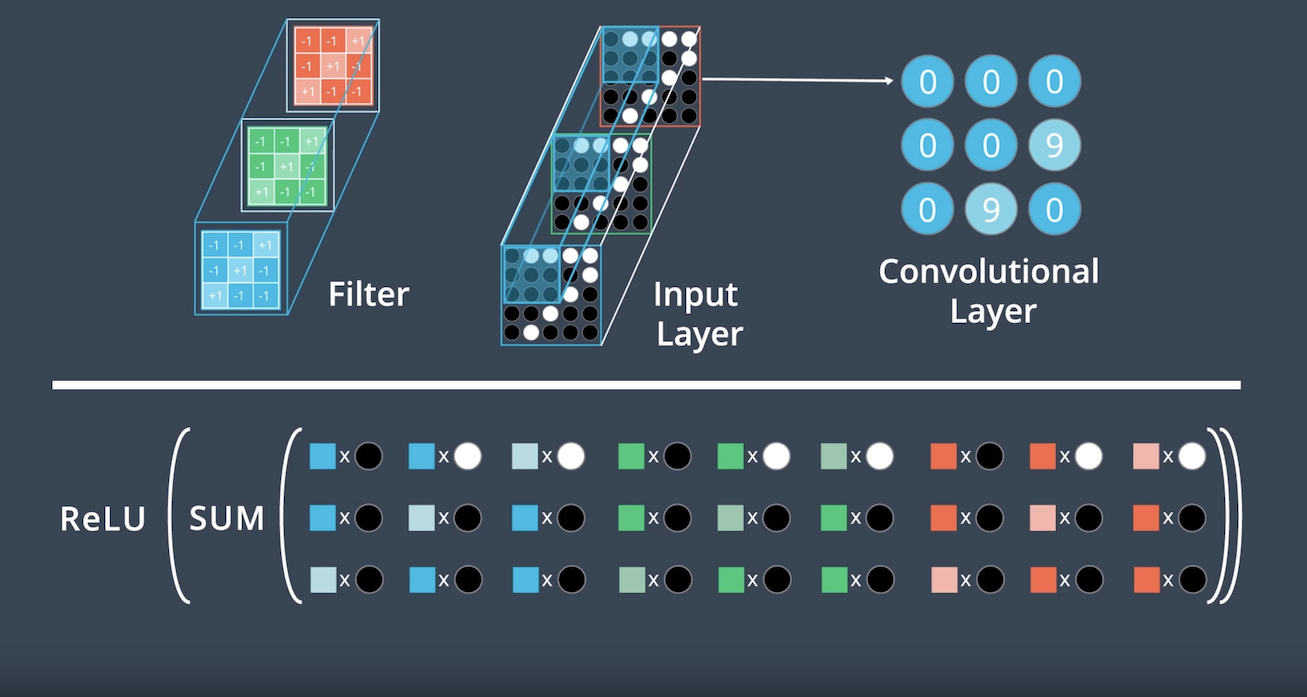 -1 -1 +1
-1 +1 -1
+1 -1 -1
-1 -1 +1
-1 +1 -1
+1 -1 -1
-1 -1 +1
-1 +1 -1
+1 -1 -1
Filter
Input
Layer
0 0 0
0 0 9
0 9 0
Convolutional
Layer
ReLU ( SUM (
x x x x x x x x x
x x x x x x x x x
x x x x x x x x x
))